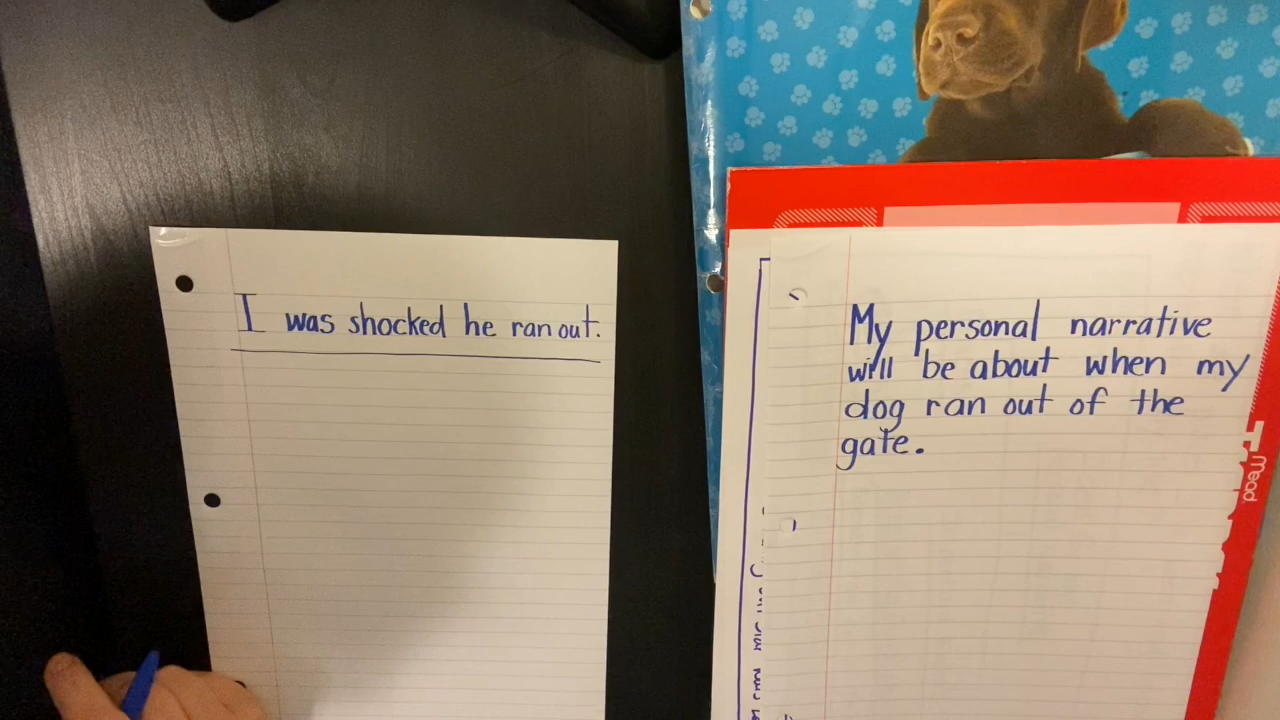 I was shocked he ran out.
My personal narrative
will be about when my
dog ran out of the
gate.
Mead